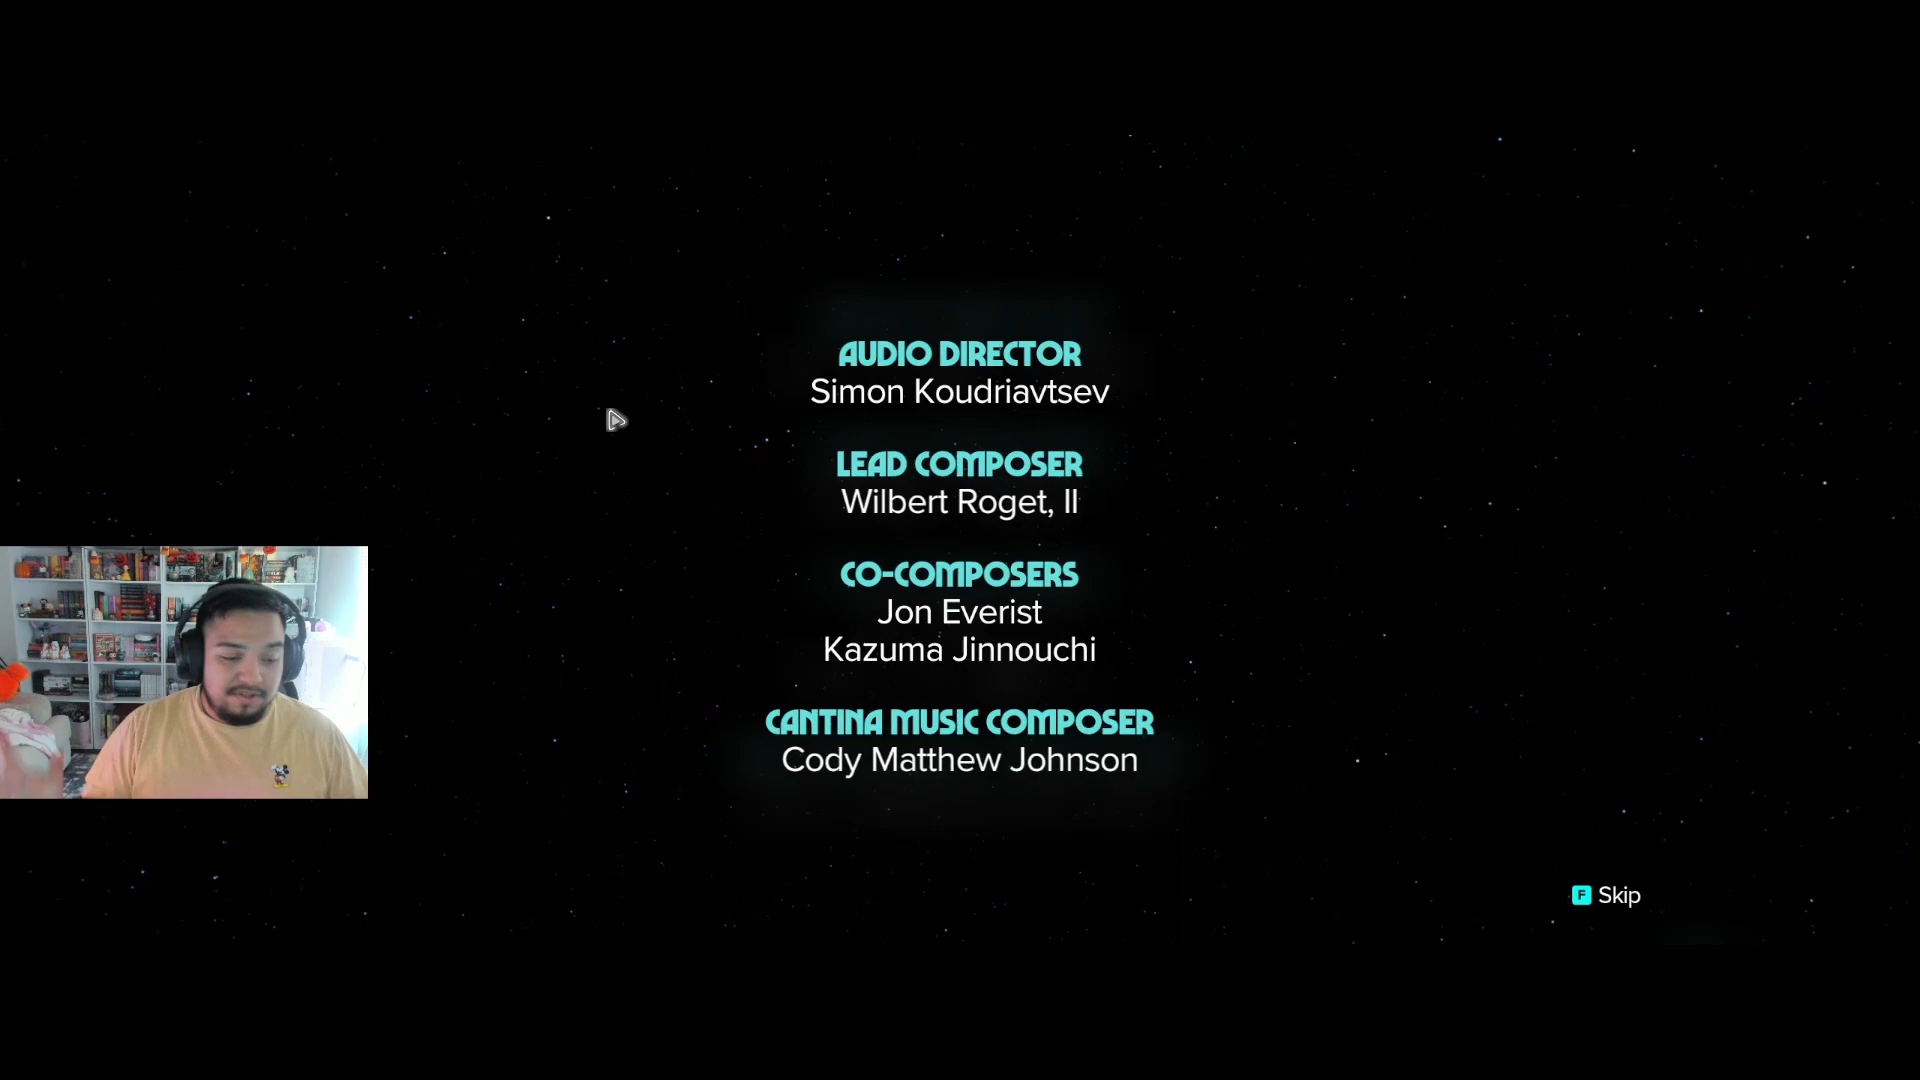 AUDIO DIRECTOR
Simon Koudriavtsev
LEAD COMPOSER
Wilbert Roget, II
CO-COMPOSERS
Jon Everist
Kazuma Jinnouchi
CANTINA MUSIC COMPOSER
Cody Matthew Johnson
F Skip